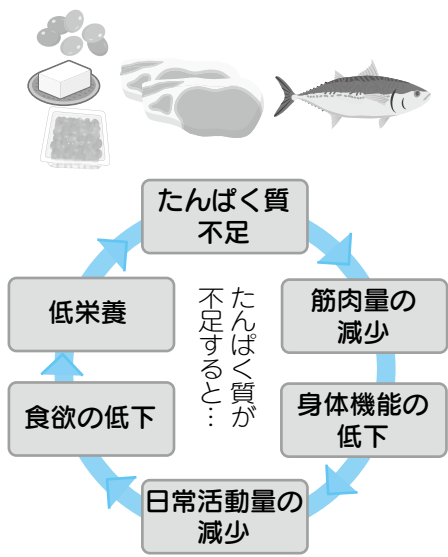 たんぱく質
不足
筋肉量の
減少
身体機能の
低下
日常活動量の
減少
食欲の低下
低栄養
たんぱく質が
不足すると…